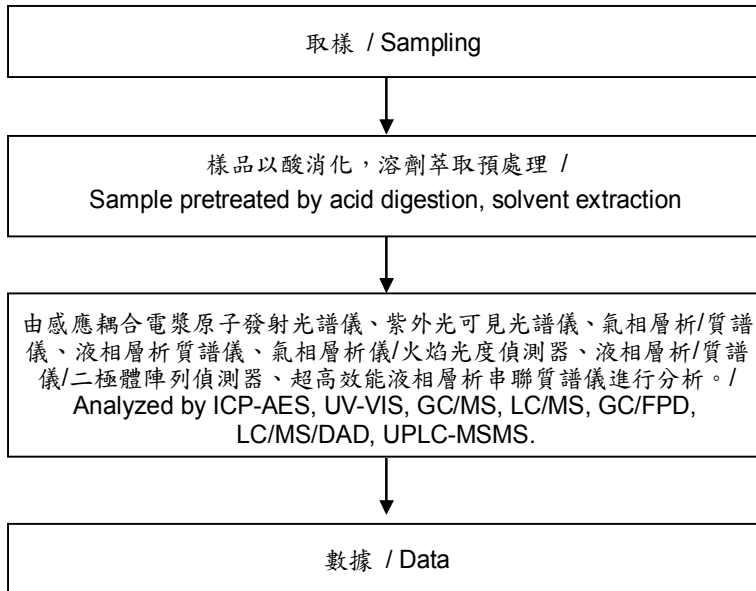 取樣 / Sampling
樣品以酸消化，溶劑萃取預處理 /
Sample pretreated by acid digestion, solvent extraction
由感應耦合電漿原子發射光譜儀、紫外光可見光譜儀、氣相層析/質譜
儀、液相層析質譜儀、氣相層析儀/火焰光度偵測器、液相層析/質譜
儀/二極體陣列偵測器、超高效能液相層析串聯質譜儀進行分析。/
Analyzed by ICP-AES, UV-VIS, GC/MS, LC/MS, GC/FPD,
LC/MS/DAD, UPLC-MSMS.
數據 / Data